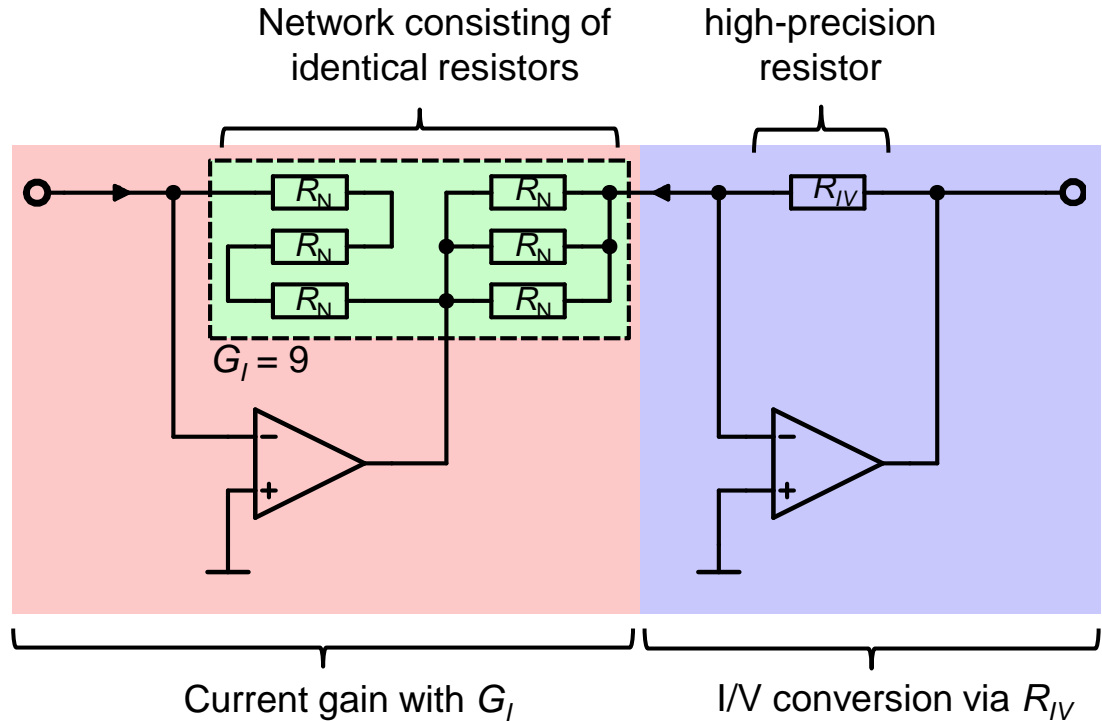 Network consisting of
identical resistors
high-precision
resistor
R_N
R_N
R_IV
R_N
R_N
R_N
R_N
G_I = 9
−
+
−
+
Current gain with G_I
I/V conversion via R_IV